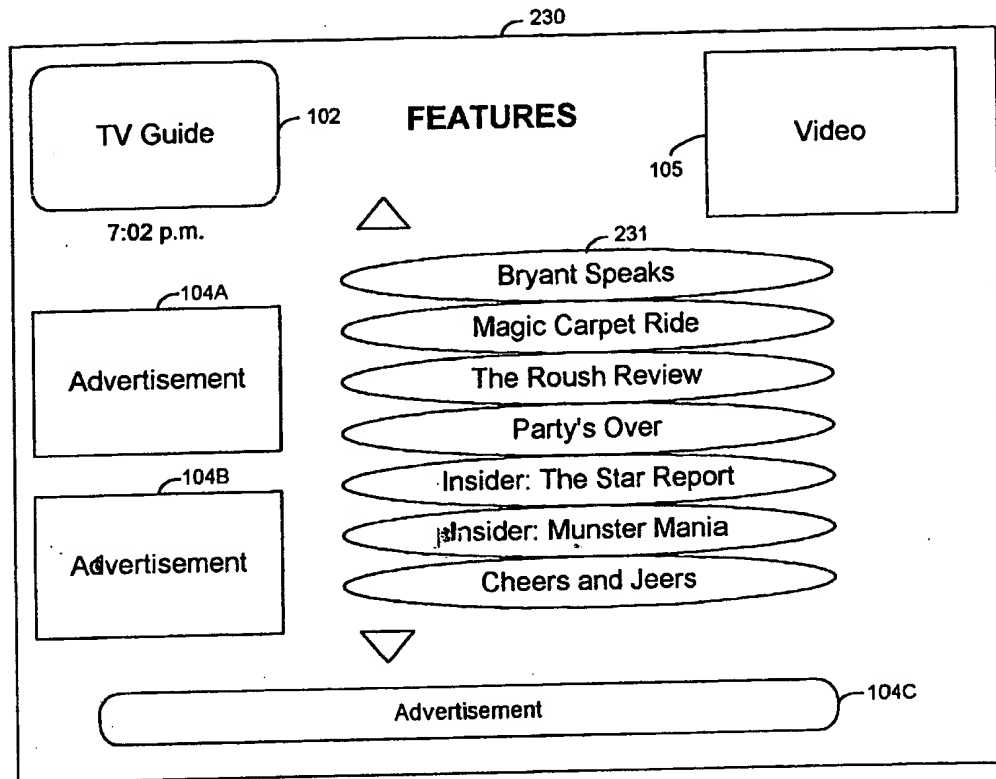 230
TV Guide
102
FEATURES
Video
105
7:02 p.m.
231
Bryant Speaks
104A
Magic Carpet Ride
Advertisement
The Roush Review
Party's Over
104B
Insider: The Star Report
Insider: Munster Mania
Advertisement
Cheers and Jeers
Advertisement
104C